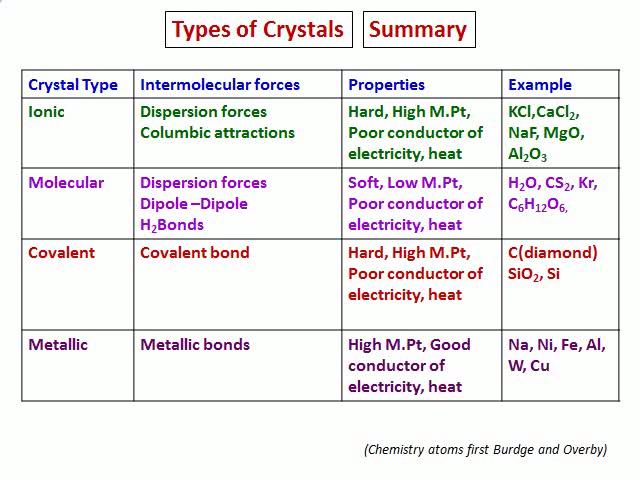 Types of Crystals Summary
Crystal Type Intermolecular forces Properties Example
Ionic Dispersion forces Hard, High M.Pt, KCl,CaCl₂,
Columbic attractions Poor conductor of NaF, MgO,
electricity, heat Al₂O₃
Molecular Dispersion forces Soft, Low M.Pt, H₂O, CS₂, Kr,
Dipole –Dipole Poor conductor of C₆H₁₂O₆,
H₂Bonds electricity, heat
Covalent Covalent bond Hard, High M.Pt, C(diamond)
Poor conductor of SiO₂, Si
electricity, heat
Metallic Metallic bonds High M.Pt, Good Na, Ni, Fe, Al,
conductor of W, Cu
electricity, heat
(Chemistry atoms first Burdge and Overby)